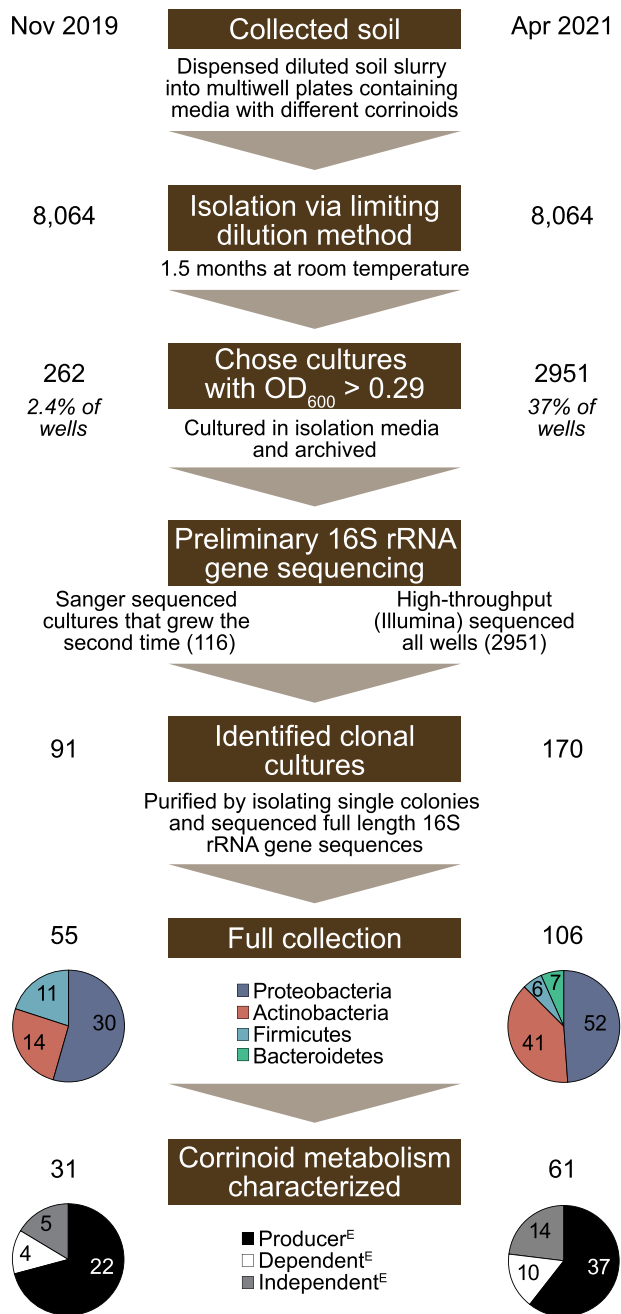 Nov 2019
Collected soil
Apr 2021
Dispensed diluted soil slurry
into multiwell plates containing
media with different corrinoids
8,064
Isolation via limiting
dilution method
8,064
1.5 months at room temperature
262
2.4% of
wells
Chose cultures
with OD600 > 0.29
2951
37% of
wells
Cultured in isolation media
and archived
Preliminary 16S rRNA
gene sequencing
Sanger sequenced
cultures that grew the
second time (116)
High-throughput
(Illumina) sequenced
all wells (2951)
91
Identified clonal
cultures
170
Purified by isolating single colonies
and sequenced full length 16S
rRNA gene sequences
55
Full collection
106
11
30
14
Proteobacteria
Actinobacteria
Firmicutes
Bacteroidetes
6
7
52
41
31
Corrinoid metabolism
characterized
61
5
4
22
ProducerE
DependentE
IndependentE
14
10
37